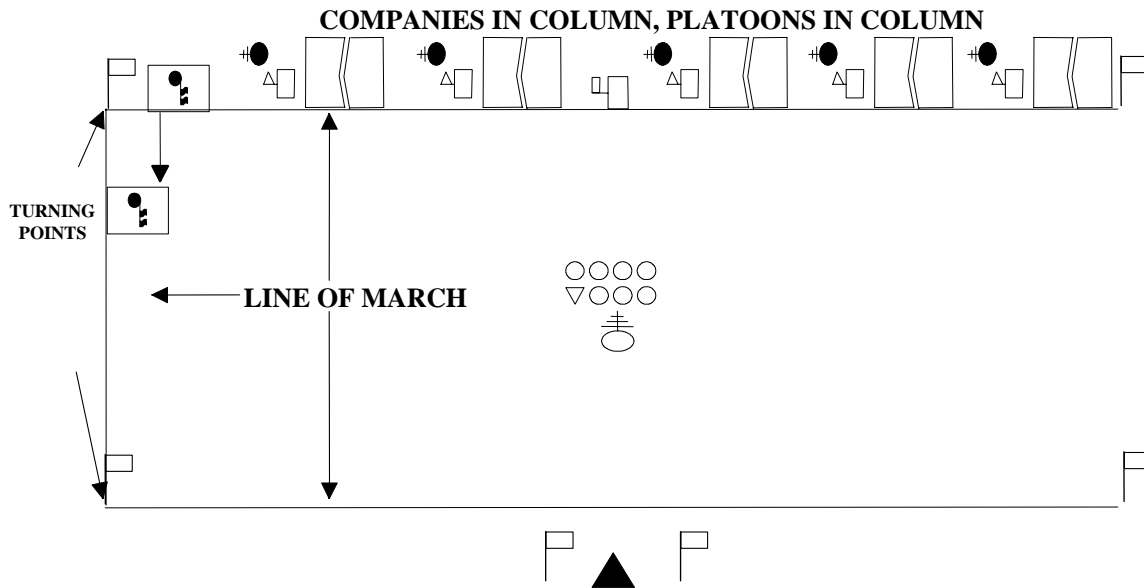 COMPANIES IN COLUMN, PLATOONS IN COLUMN
TURNING
POINTS
LINE OF MARCH